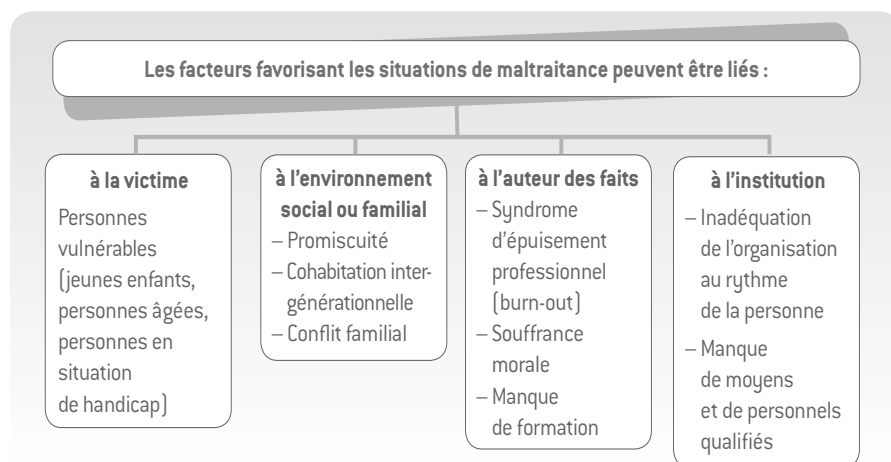 Les facteurs favorisant les situations de maltraitance peuvent être liés :
à la victime
Personnes
vulnérables
(jeunes enfants,
personnes âgées,
personnes en
situation
de handicap)
à l'environnement
social ou familial
– Promiscuité
– Cohabitation inter-
générationnelle
– Conflit familial
à l'auteur des faits
– Syndrome
d'épuisement
professionnel
(burn-out)
– Souffrance
morale
– Manque
de formation
à l'institution
– Inadéquation
de l'organisation
au rythme
de la personne
– Manque
de moyens
et de personnels
qualifiés